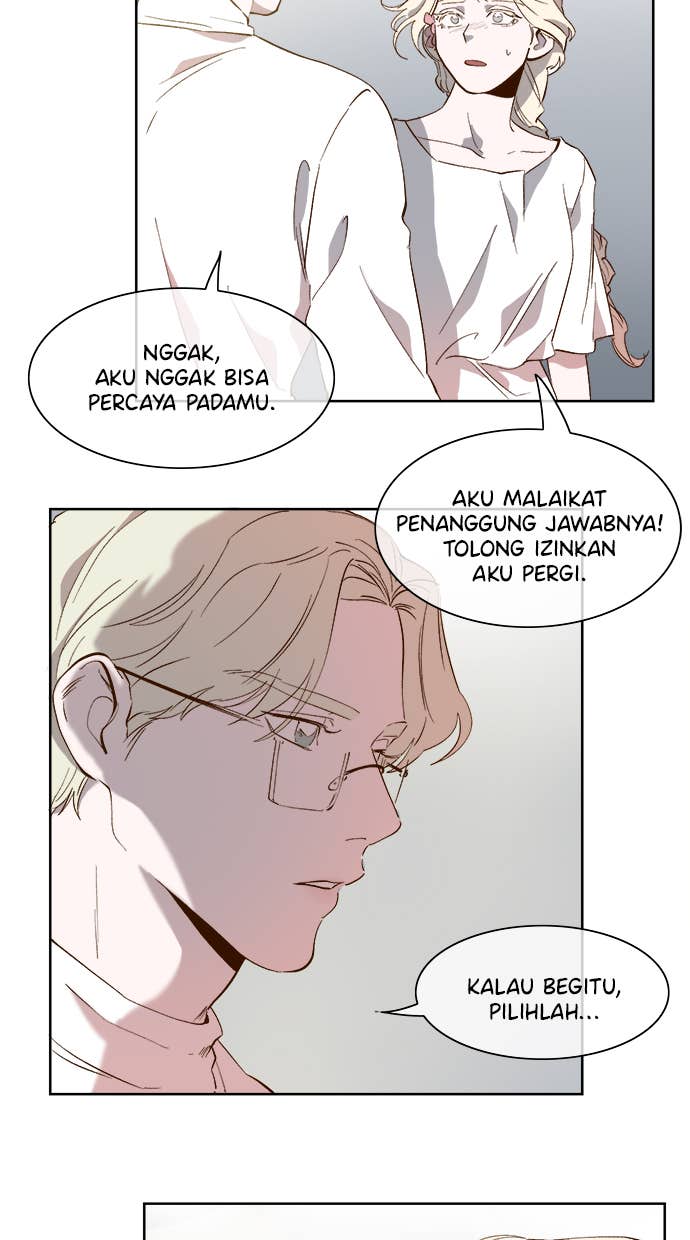 NGGAK,
AKU NGGAK BISA
PERCAYA PADAMU.
AKU MALAIKAT
PENANGGUNG JAWABNYA!
TOLONG IZINKAN
AKU PERGI.
KALAU BEGITU,
PILIHLAH...